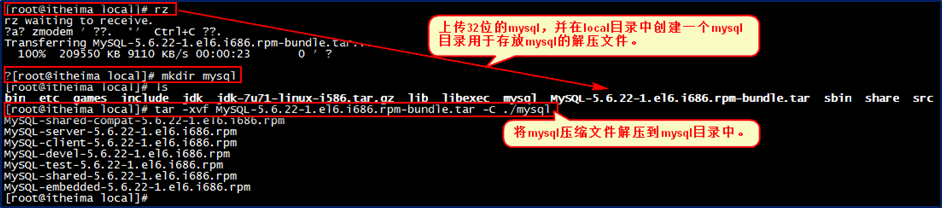 [root@itheima local]# rz
rz waiting to receive.
?a? zmodem ' ??.  ''  Ctrl+C ??.
Transferring MySQL-5.6.22-1.el6.i686.rpm-bundle.tar...
100%  209550 KB 9110 KB/s 00:00:23  0 ' ?
上传32位的mysql，并在local目录中创建一个mysql
目录用于存放mysql的解压文件。
?[root@itheima local]# mkdir mysql
[root@itheima local]# ls
bin  etc  games  include  jdk  jdk-7u71-linux-i586.tar.gz  lib  libexec  mysql  MySQL-5.6.22-1.el6.i686.rpm-bundle.tar  sbin  share  src
[root@itheima local]# tar -xvf MySQL-5.6.22-1.el6.i686.rpm-bundle.tar -C ./mysql
MySQL-shared-compat-5.6.22-1.el6.i686.rpm
MySQL-server-5.6.22-1.el6.i686.rpm
MySQL-client-5.6.22-1.el6.i686.rpm
MySQL-devel-5.6.22-1.el6.i686.rpm
MySQL-test-5.6.22-1.el6.i686.rpm
MySQL-shared-5.6.22-1.el6.i686.rpm
MySQL-embedded-5.6.22-1.el6.i686.rpm
[root@itheima local]#
将mysql压缩文件解压到mysql目录中。